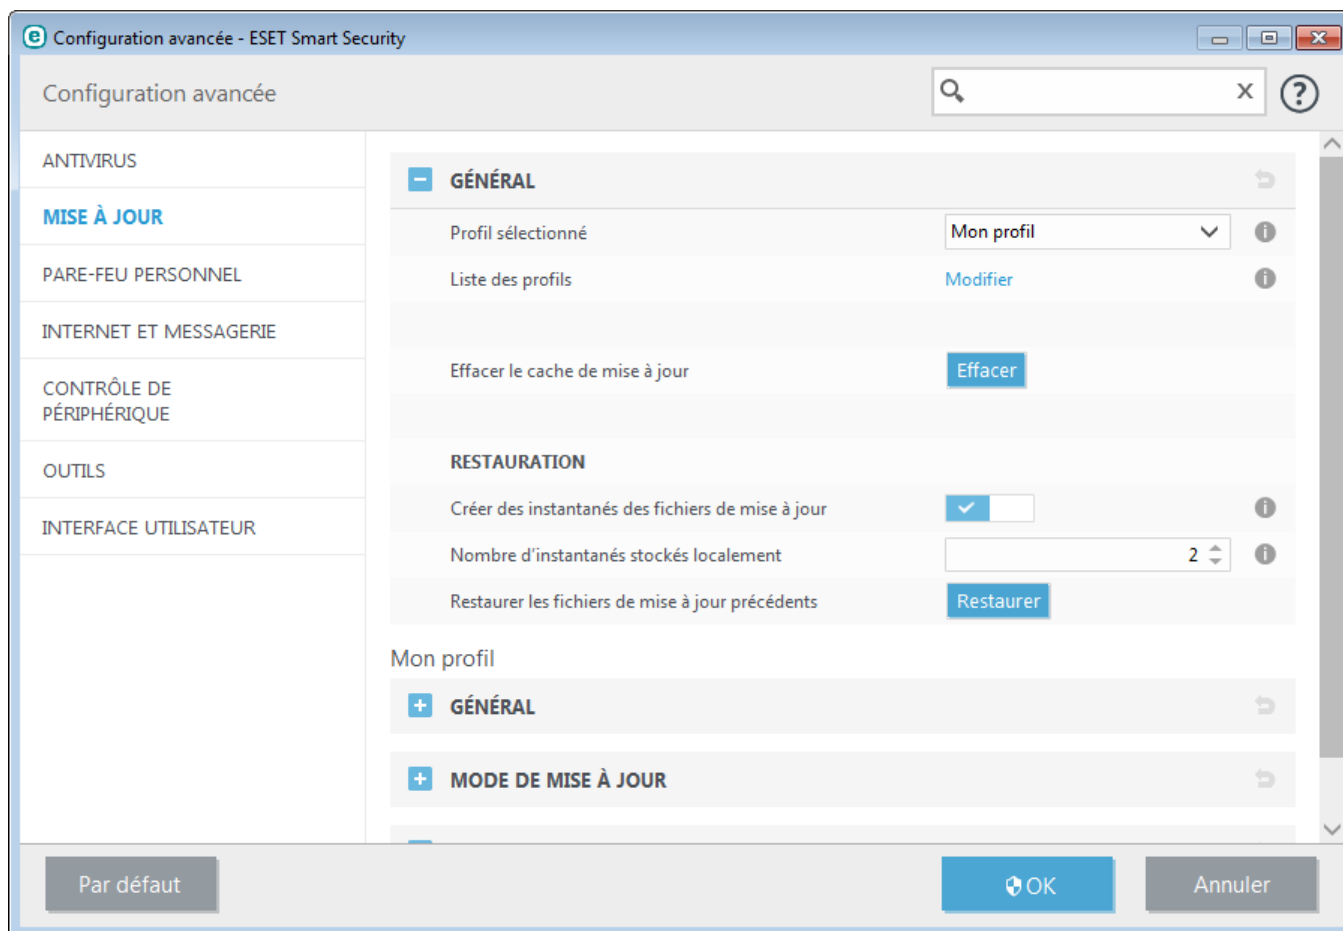 Configuration avancée - ESET Smart Security
Configuration avancée
ANTIVIRUS
MISE À JOUR
PARE-FEU PERSONNEL
INTERNET ET MESSAGERIE
CONTRÔLE DE
PÉRIPHÉRIQUE
OUTILS
INTERFACE UTILISATEUR
GÉNÉRAL
Profil sélectionné
Mon profil
Liste des profils
Modifier
Effacer le cache de mise à jour
Effacer
RESTAURATION
Créer des instantanés des fichiers de mise à jour
Nombre d'instantanés stockés localement
2
Restaurer les fichiers de mise à jour précédents
Restaurer
Mon profil
GÉNÉRAL
MODE DE MISE À JOUR
Par défaut
OK
Annuler